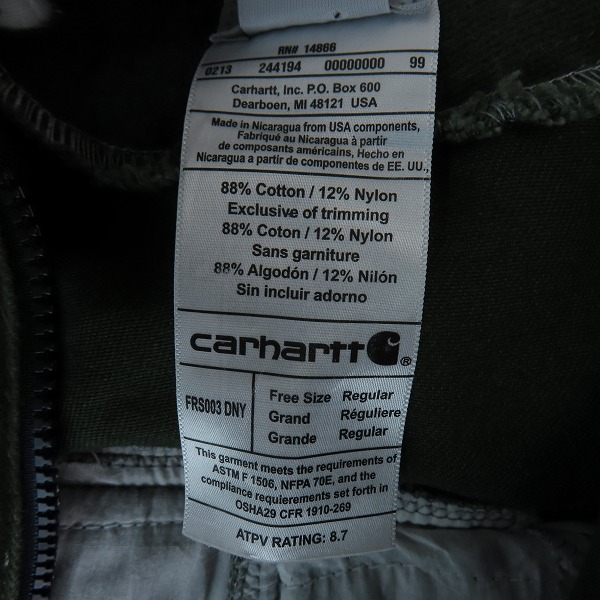 RN# 14866
0213 244194 00000000 99
Carhartt, Inc. P.O. Box 600
Dearboen, MI 48121 USA
Made in Nicaragua from USA components,
Fabriqué au Nicaragua à partir
de composants américains, Hecho en
Nicaragua a partir de componentes de EE. UU.,
88% Cotton / 12% Nylon
Exclusive of trimming
88% Coton / 12% Nylon
Sans garniture
88% Algodón / 12% Nilón
Sin incluir adorno
carhartt®
FRS003 DNY
Free Size Regular
Grand Réguliere
Grande Regular
This garment meets the requirements of
ASTM F 1506, NFPA 70E, and the
compliance requirements set forth in
OSHA29 CFR 1910-269
ATPV RATING: 8.7